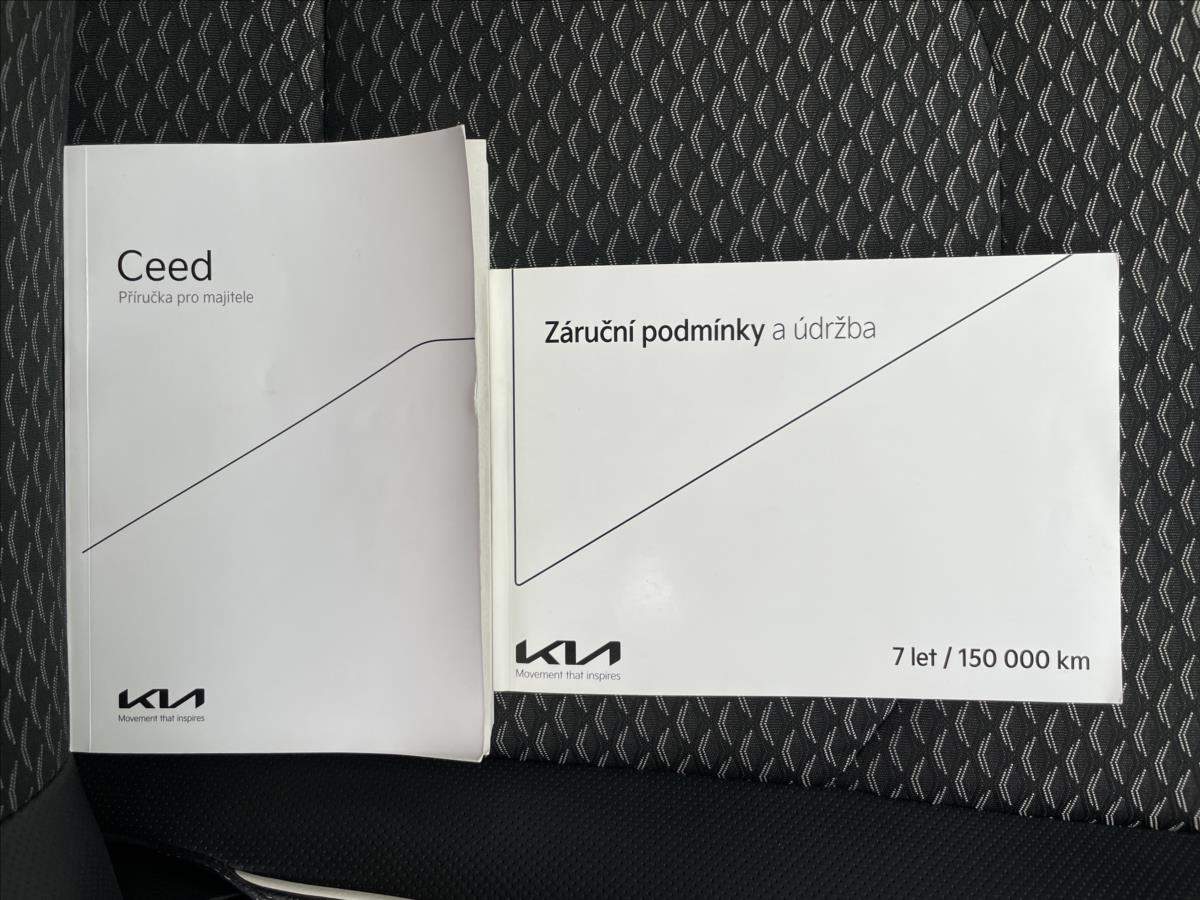 Ceed
Příručka pro majitele
KIA
Movement that inspires
Záruční podmínky a údržba
KIA
Movement that inspires
7 let / 150 000 km